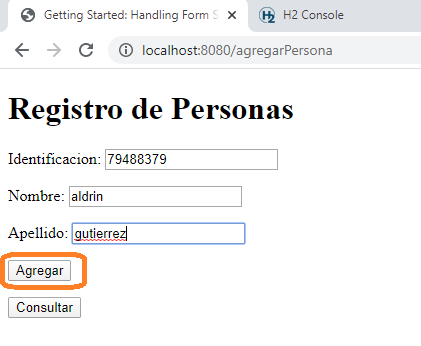 Getting Started: Handling Form S
H2 Console
localhost:8080/agregarPersona
Registro de Personas
Identificacion: 79488379
Nombre: aldrin
Apellido: gutierrez
Agregar
Consultar